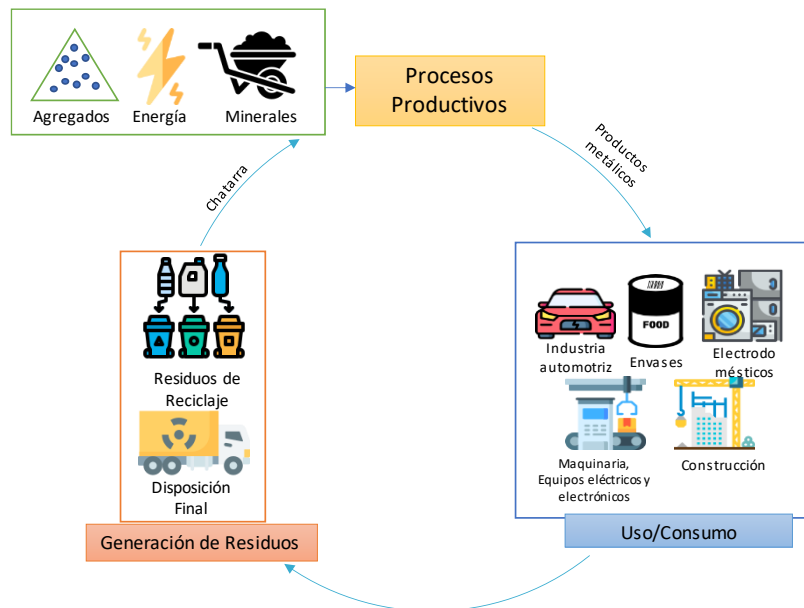 Agregados
Energía
Minerales
Procesos
Productivos
Productos
metálicos
Chatarra
Residuos de
Reciclaje
Disposición
Final
Generación de Residuos
FOOD
Industria
automotriz
Envases
Electrodo
mésticos
Maquinaria,
Equipos eléctricos y
electrónicos
Construcción
Uso/Consumo